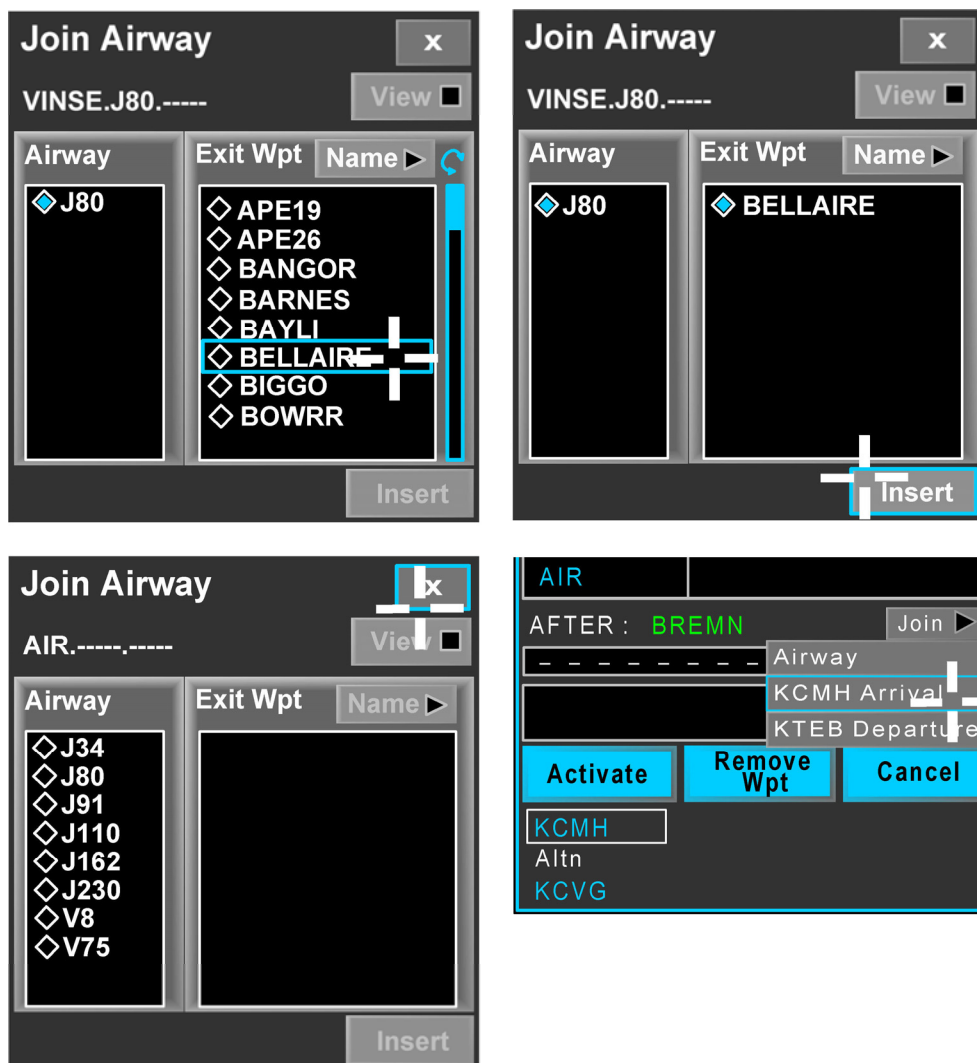 Join Airway
x
VINSE.J80.-----
View
Airway
Exit Wpt
Name
J80
APE19
APE26
BANGOR
BARNES
BAYLI
BELLAIRE
BIGGO
BOWRR
Insert
Join Airway
x
VINSE.J80.-----
View
Airway
Exit Wpt
Name
J80
BELLAIRE
Insert
Join Airway
x
AIR.-----.-----
View
Airway
Exit Wpt
Name
J34
J80
J91
J110
J162
J230
V8
V75
Insert
AIR
AFTER : BREMN
Join
- - - - - - - -
Airway
KCMH Arrival
KTEB Departure
Activate
Remove
Wpt
Cancel
KCMH
Altn
KCVG